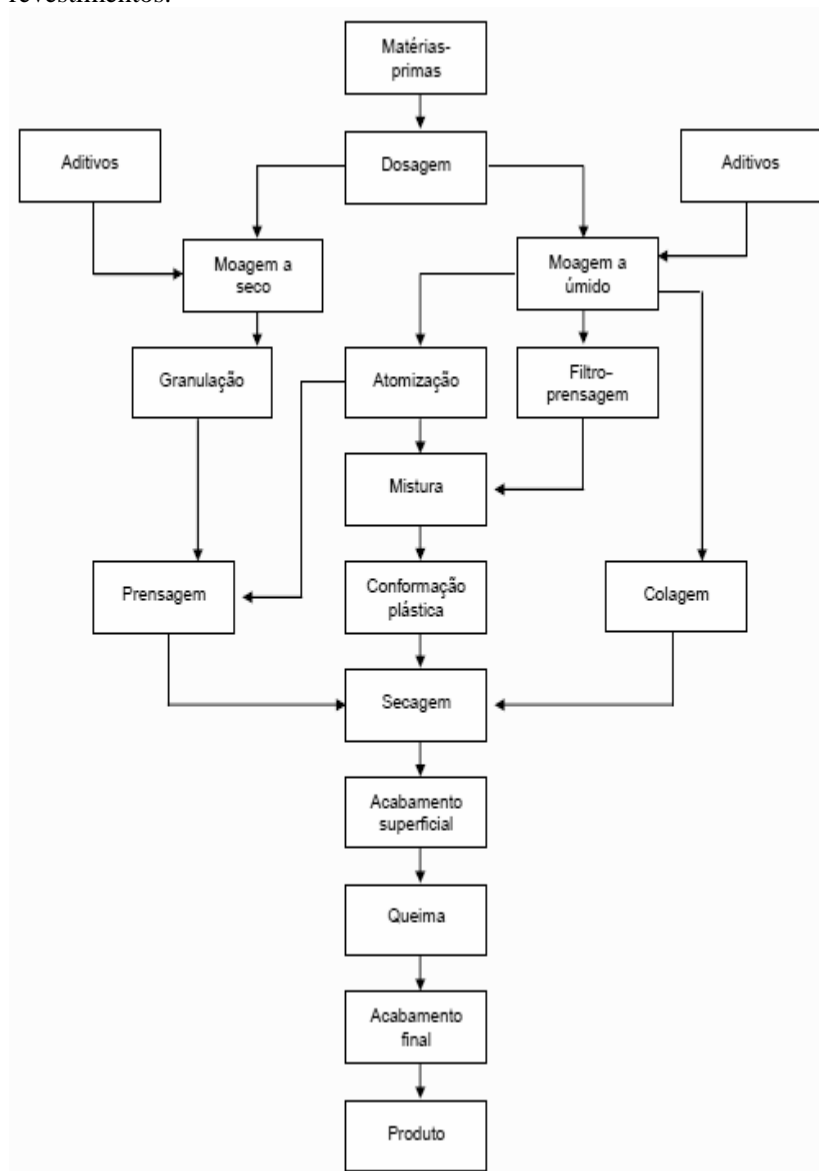 revestimentos.
Matérias-
primas
Aditivos
Dosagem
Aditivos
Moagem a
seco
Moagem a
úmido
Granulação
Atomização
Filtro-
prensagem
Mistura
Prensagem
Conformação
plástica
Colagem
Secagem
Acabamento
superficial
Queima
Acabamento
final
Produto